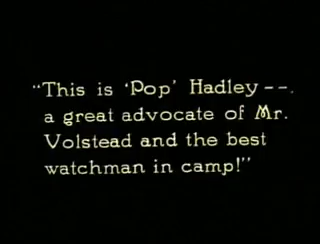 "This is 'Pop' Hadley --.
a great advocate of Mr.
Volstead and the best
watchman in camp!"